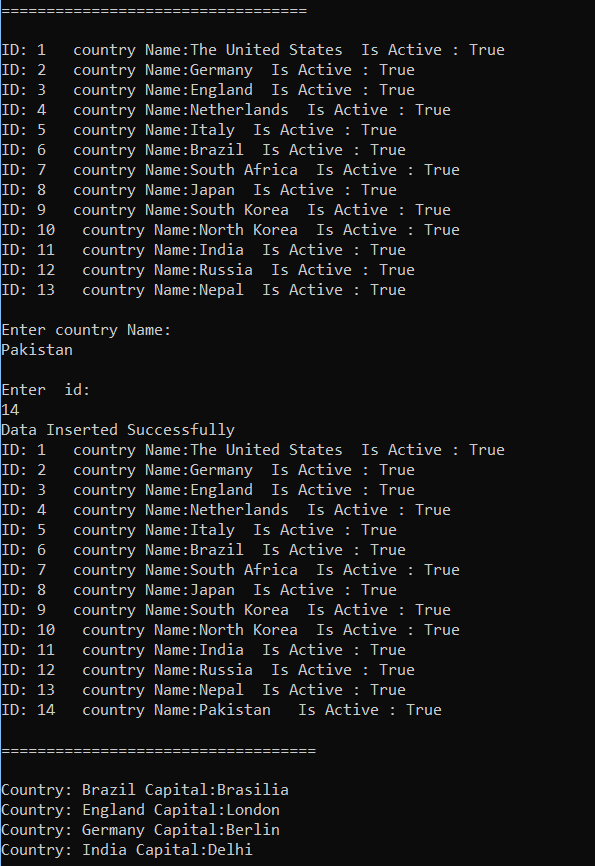 ==================================
ID: 1   country Name:The United States  Is Active : True
ID: 2   country Name:Germany  Is Active : True
ID: 3   country Name:England  Is Active : True
ID: 4   country Name:Netherlands  Is Active : True
ID: 5   country Name:Italy  Is Active : True
ID: 6   country Name:Brazil  Is Active : True
ID: 7   country Name:South Africa  Is Active : True
ID: 8   country Name:Japan  Is Active : True
ID: 9   country Name:South Korea  Is Active : True
ID: 10   country Name:North Korea  Is Active : True
ID: 11   country Name:India  Is Active : True
ID: 12   country Name:Russia  Is Active : True
ID: 13   country Name:Nepal  Is Active : True
Enter country Name:
Pakistan
Enter  id:
14
Data Inserted Successfully
ID: 1   country Name:The United States  Is Active : True
ID: 2   country Name:Germany  Is Active : True
ID: 3   country Name:England  Is Active : True
ID: 4   country Name:Netherlands  Is Active : True
ID: 5   country Name:Italy  Is Active : True
ID: 6   country Name:Brazil  Is Active : True
ID: 7   country Name:South Africa  Is Active : True
ID: 8   country Name:Japan  Is Active : True
ID: 9   country Name:South Korea  Is Active : True
ID: 10   country Name:North Korea  Is Active : True
ID: 11   country Name:India  Is Active : True
ID: 12   country Name:Russia  Is Active : True
ID: 13   country Name:Nepal  Is Active : True
ID: 14   country Name:Pakistan   Is Active : True
===================================
Country: Brazil Capital:Brasilia
Country: England Capital:London
Country: Germany Capital:Berlin
Country: India Capital:Delhi